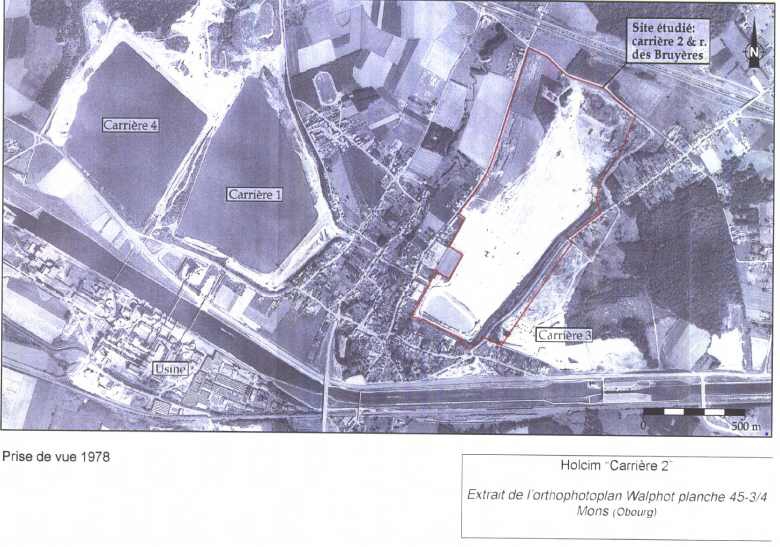 Site étudié:
carrière 2 & r.
des Bruyères
N
Carrière 4
Carrière 1
Carrière 3
Usine
0
500 m
Prise de vue 1978
Holcim "Carrière 2"
Extrait de l'orthophotoplan Walphot planche 45-3/4
Mons (Obourg)